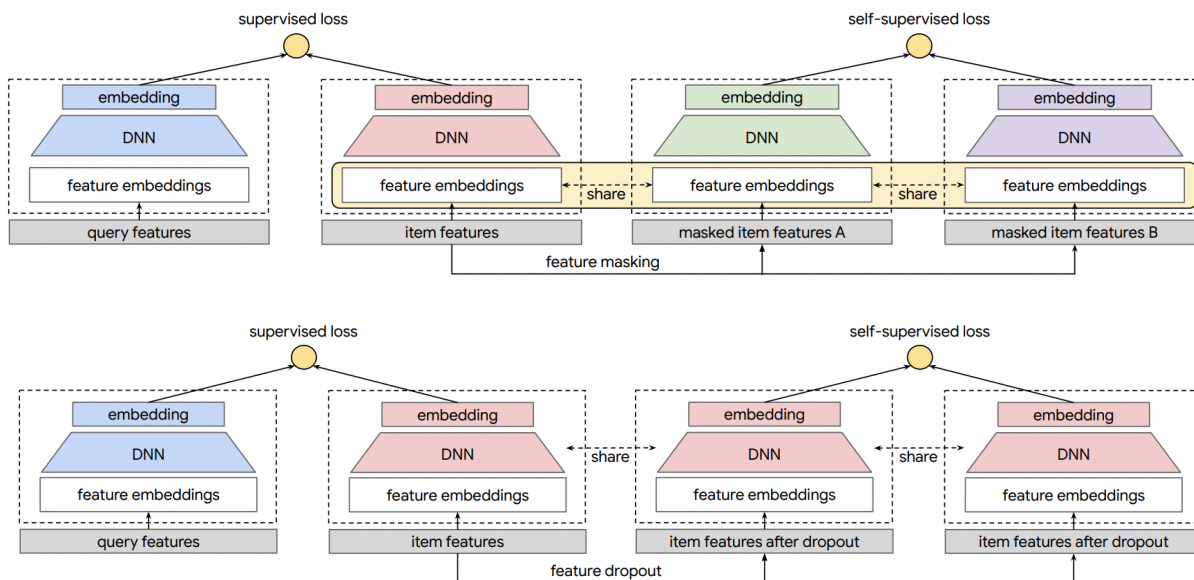 supervised loss
self-supervised loss
embedding
embedding
embedding
embedding
DNN
DNN
DNN
DNN
feature embeddings
feature embeddings
share
feature embeddings
share
feature embeddings
query features
item features
masked item features A
masked item features B
feature masking
supervised loss
self-supervised loss
embedding
embedding
embedding
embedding
DNN
DNN
share
DNN
share
DNN
feature embeddings
feature embeddings
feature embeddings
feature embeddings
query features
item features
item features after dropout
item features after dropout
feature dropout